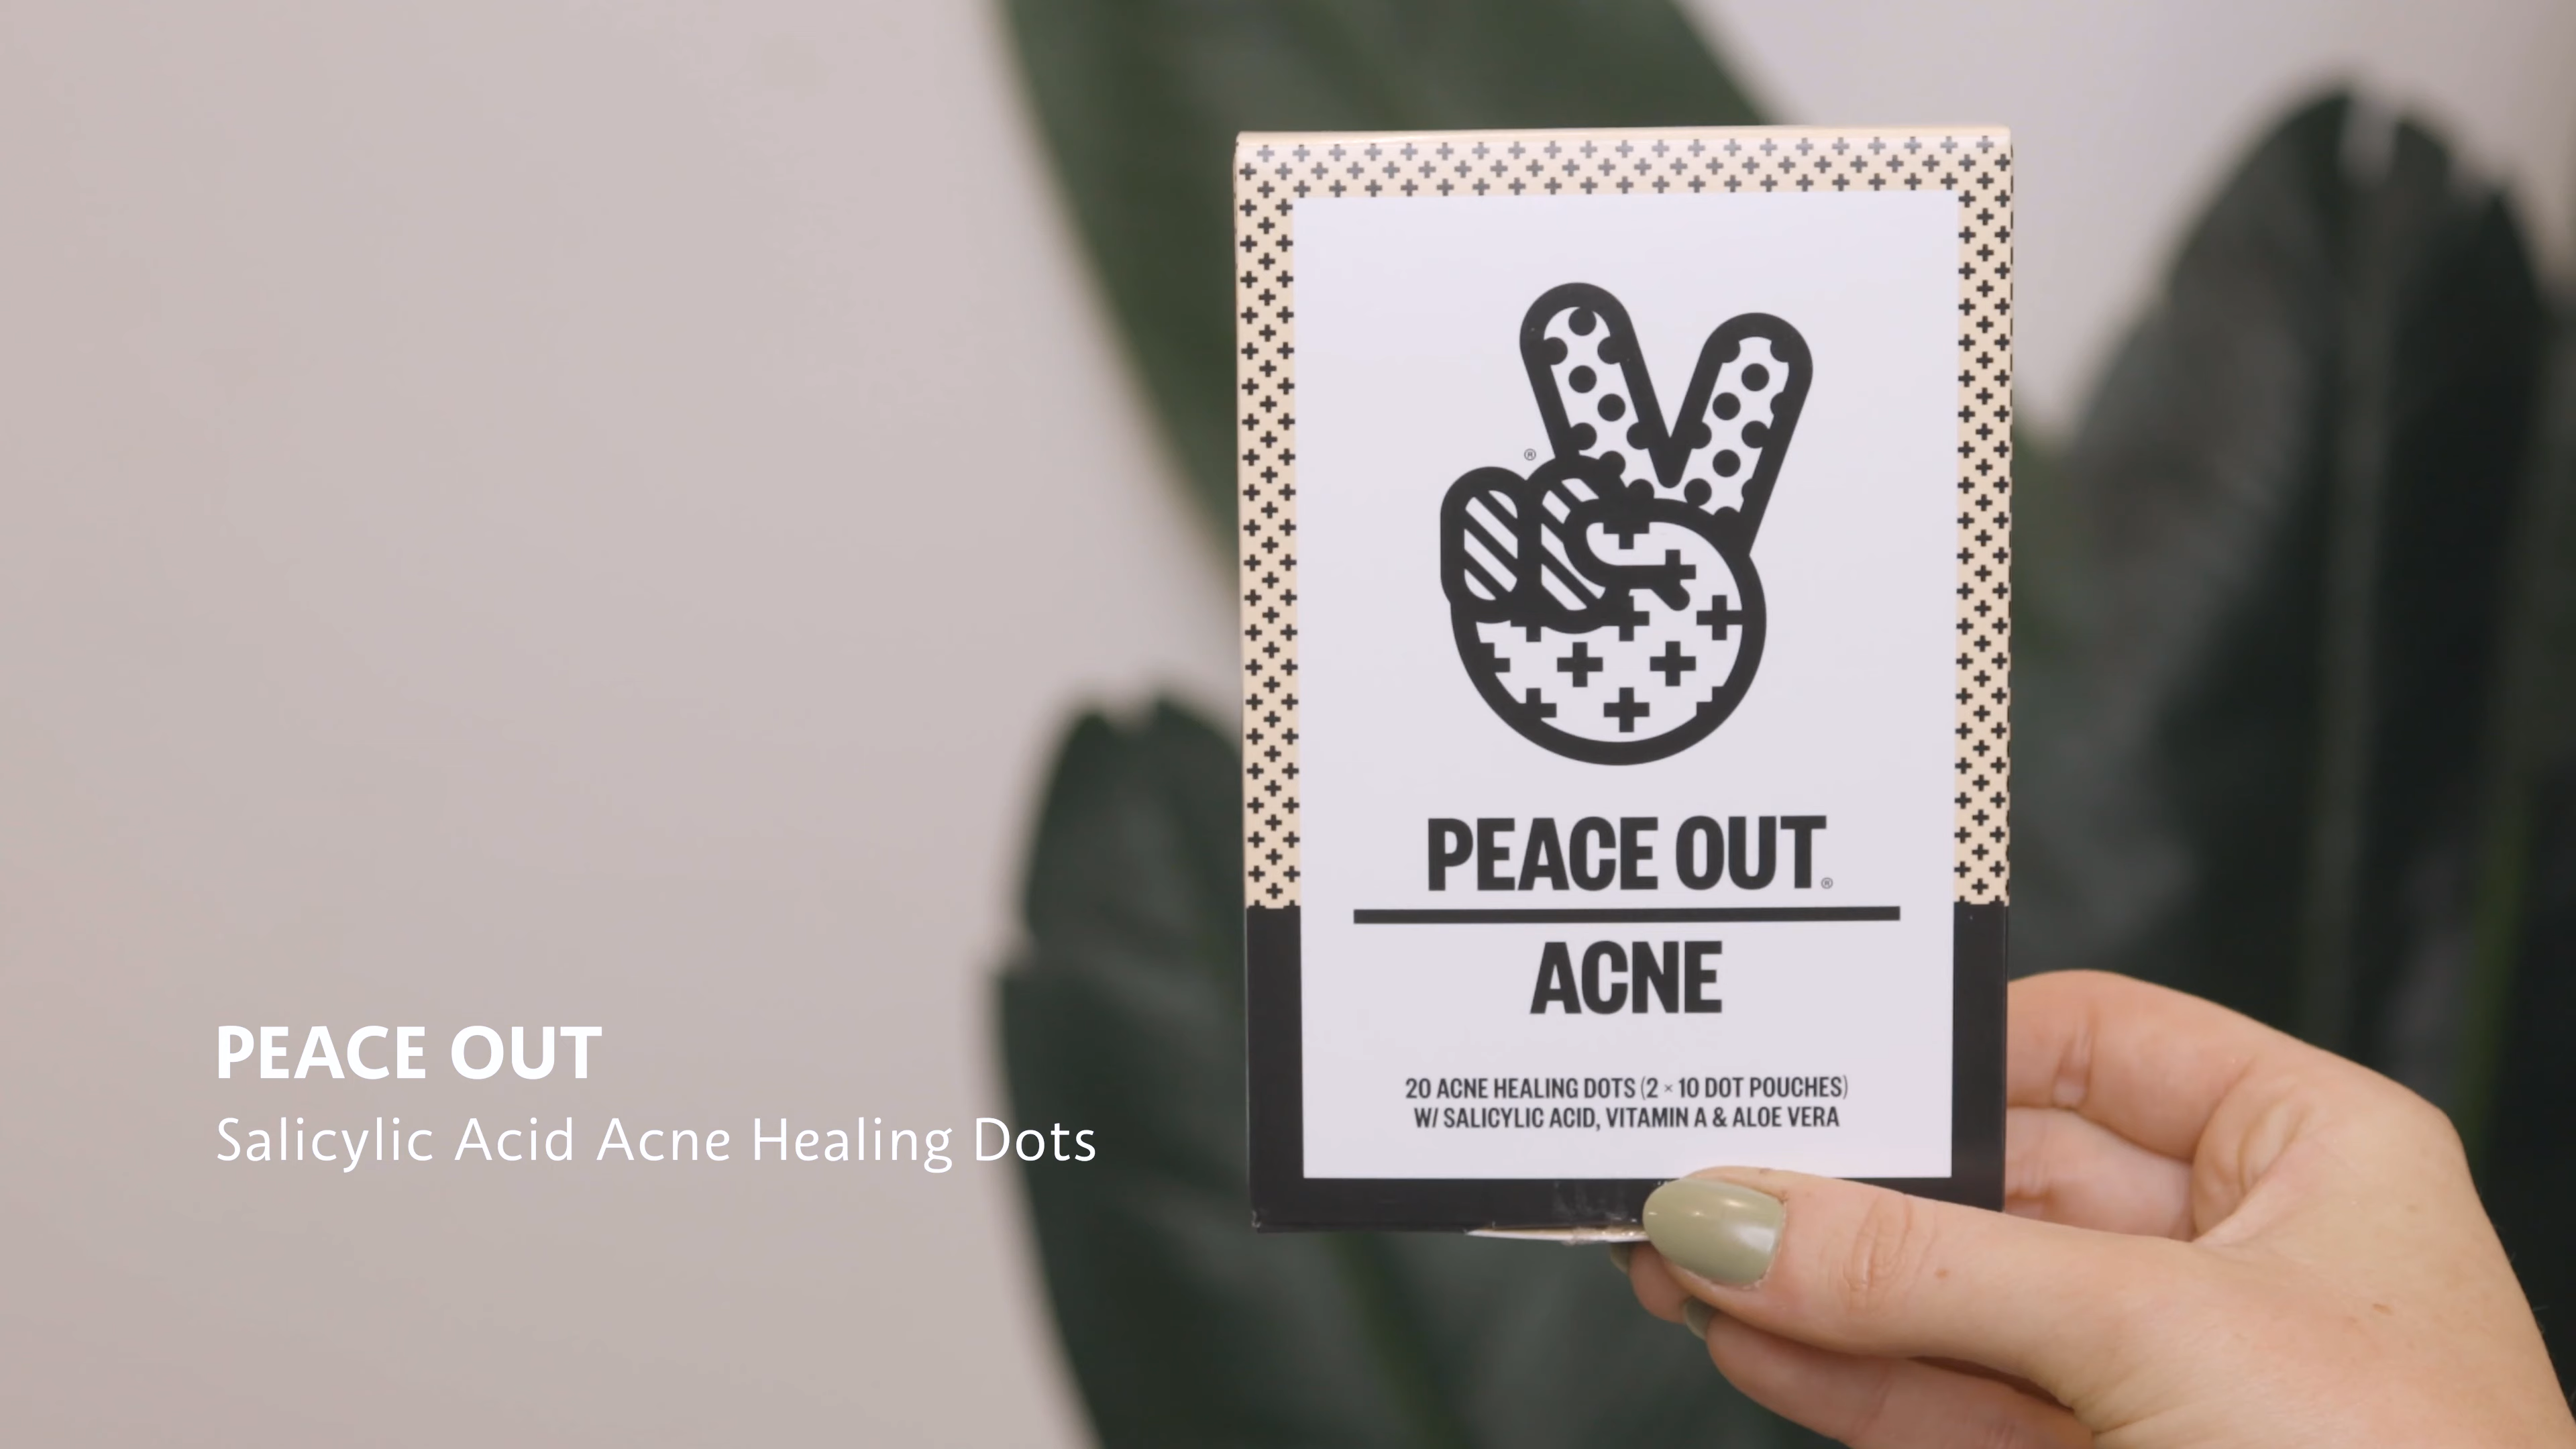 ®
PEACE OUT®
ACNE
20 ACNE HEALING DOTS (2 × 10 DOT POUCHES)
W/ SALICYLIC ACID, VITAMIN A & ALOE VERA
PEACE OUT
Salicylic Acid Acne Healing Dots